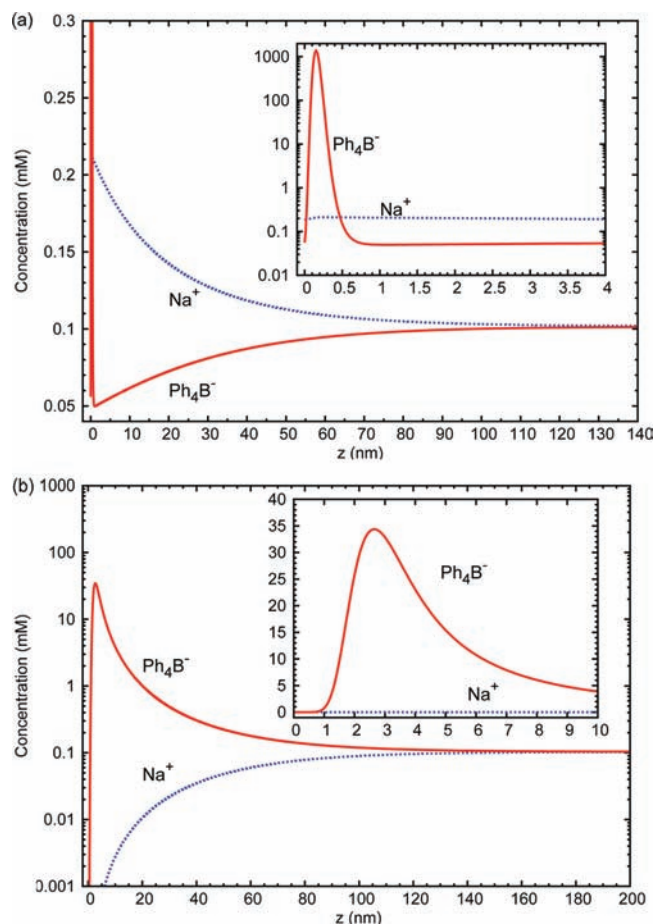 (a)
0.3
0.25
0.2
0.15
0.1
0.05
Concentration (mM)
Na+
Ph4B-
0 10 20 30 40 50 60 70 80 90 100 110 120 130 140
z (nm)
1000
100
10
1
0.1
0.01
Ph4B-
Na+
0 0.5 1 1.5 2 2.5 3 3.5 4
(b)
1000
100
10
1
0.1
0.01
0.001
Concentration (mM)
Ph4B-
Na+
0 20 40 60 80 100 120 140 160 180 200
z (nm)
40
35
30
25
20
15
10
5
0
Ph4B-
Na+
0 1 2 3 4 5 6 7 8 9 10